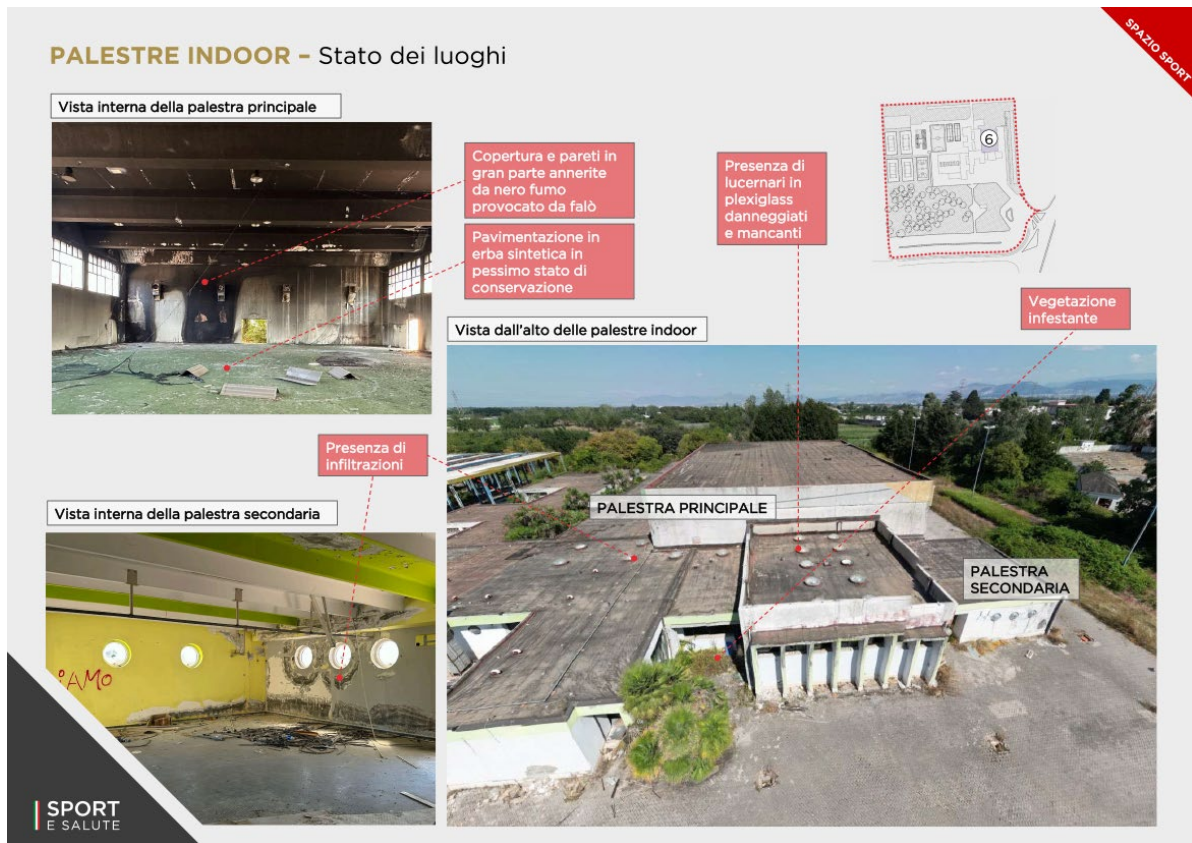 PALESTRE INDOOR – Stato dei luoghi
SPAZIO SPORT
Vista interna della palestra principale
Copertura e pareti in
gran parte annerite
da nero fumo
provocato da falò
Pavimentazione in
erba sintetica in
pessimo stato di
conservazione
Presenza di
lucernari in
plexiglass
danneggiati
e mancanti
6
Vegetazione
infestante
Vista dall'alto delle palestre indoor
Presenza di
infiltrazioni
PALESTRA PRINCIPALE
PALESTRA
SECONDARIA
Vista interna della palestra secondaria
iAMO
SPORT
E SALUTE